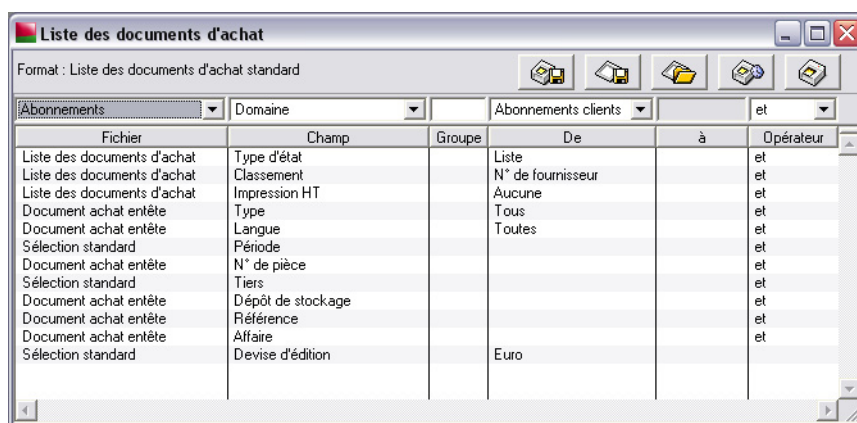 Liste des documents d'achat
Format : Liste des documents d'achat standard
Abonnements Domaine Abonnements clients et
Fichier Champ Groupe De à Opérateur
Liste des documents d'achat Type d'état Liste et
Liste des documents d'achat Classement N° de fournisseur et
Liste des documents d'achat Impression HT Aucune et
Document achat entête Type Tous et
Document achat entête Langue Toutes et
Sélection standard Période et
Document achat entête N° de pièce et
Sélection standard Tiers et
Document achat entête Dépôt de stockage et
Document achat entête Référence et
Document achat entête Affaire et
Sélection standard Devise d'édition Euro